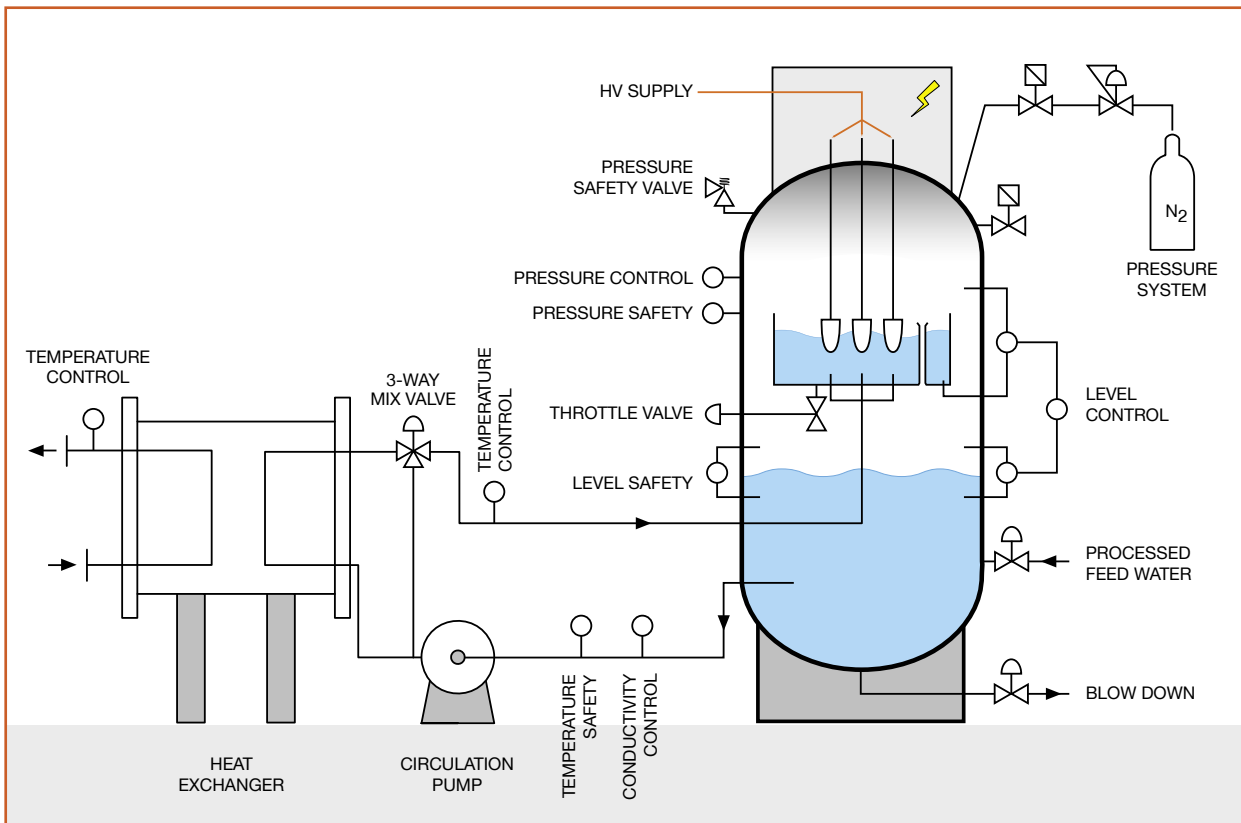 HV SUPPLY
PRESSURE
SAFETY VALVE
N2
PRESSURE
SYSTEM
PRESSURE CONTROL
PRESSURE SAFETY
TEMPERATURE
CONTROL
3-WAY
MIX VALVE
TEMPERATURE
CONTROL
THROTTLE VALVE
LEVEL
CONTROL
LEVEL SAFETY
PROCESSED
FEED WATER
BLOW DOWN
HEAT
EXCHANGER
CIRCULATION
PUMP
TEMPERATURE
SAFETY
CONDUCTIVITY
CONTROL